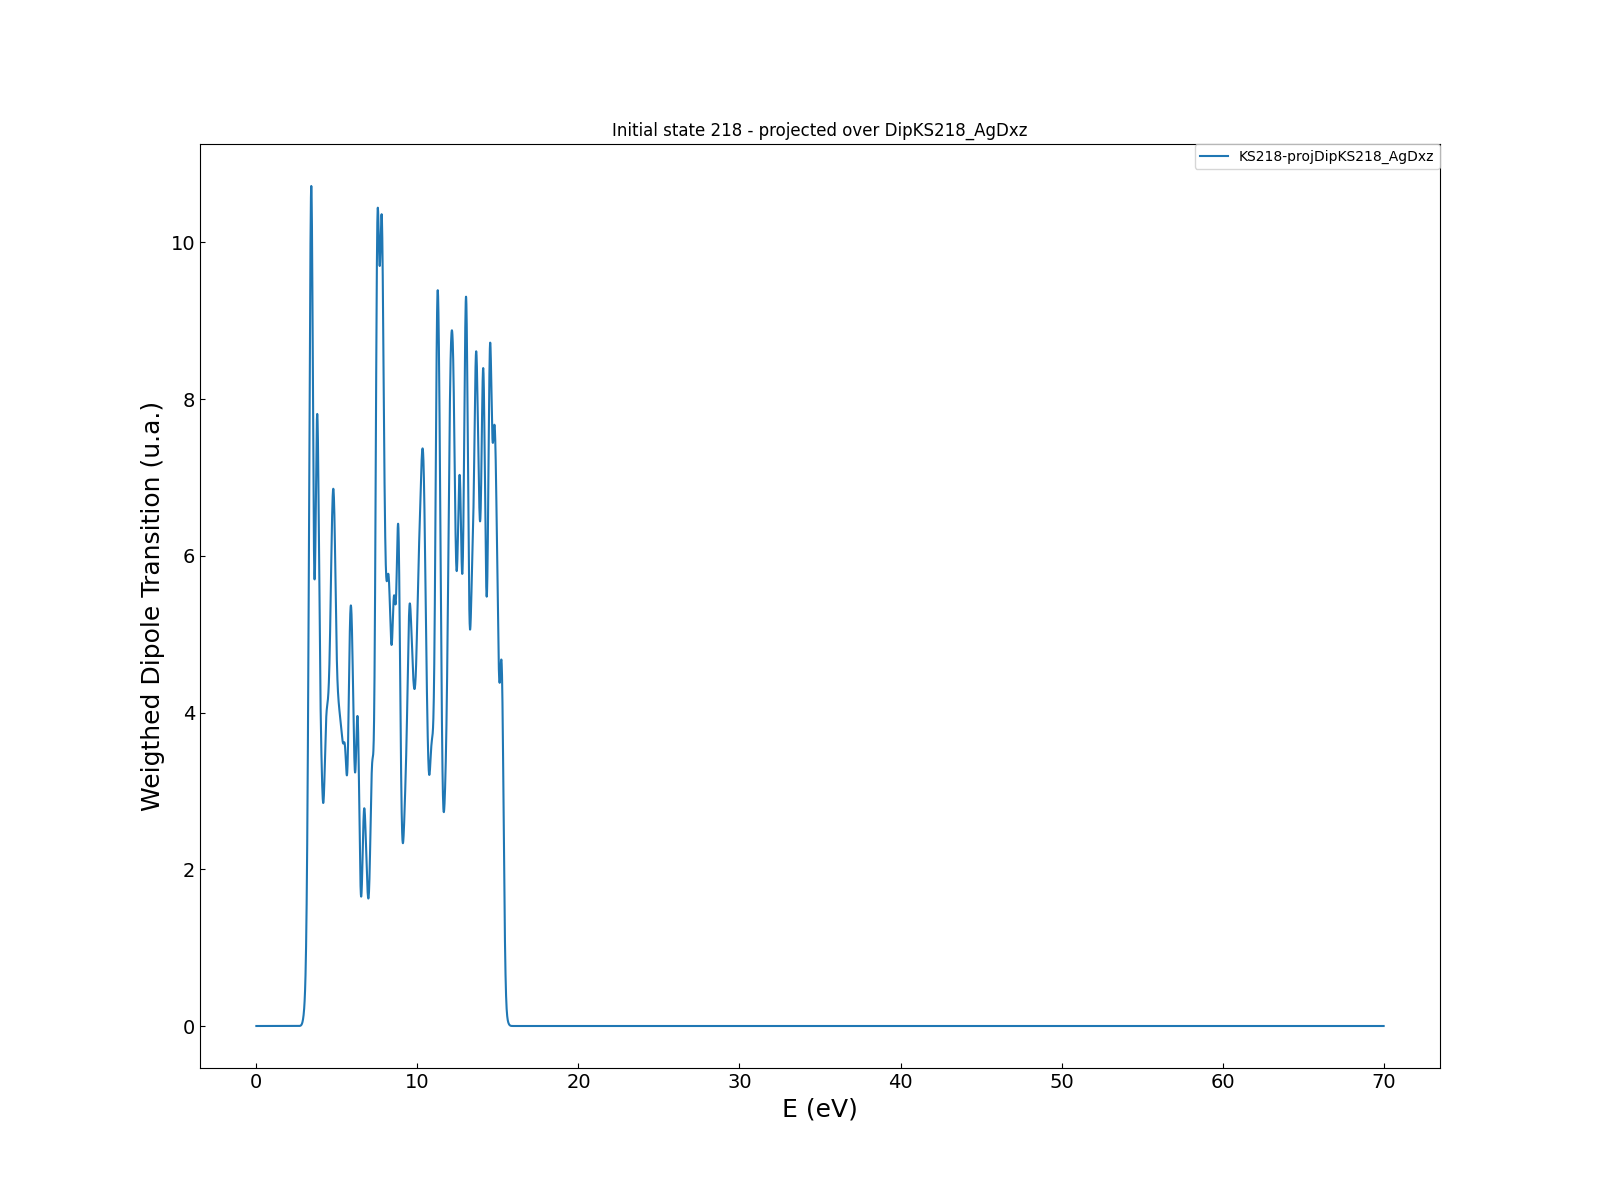 Initial state 218 - projected over DipKS218_AgDxz
KS218-projDipKS218_AgDxz
Weigthed Dipole Transition (u.a.)
10
8
6
4
2
0
0 10 20 30 40 50 60 70
E (eV)